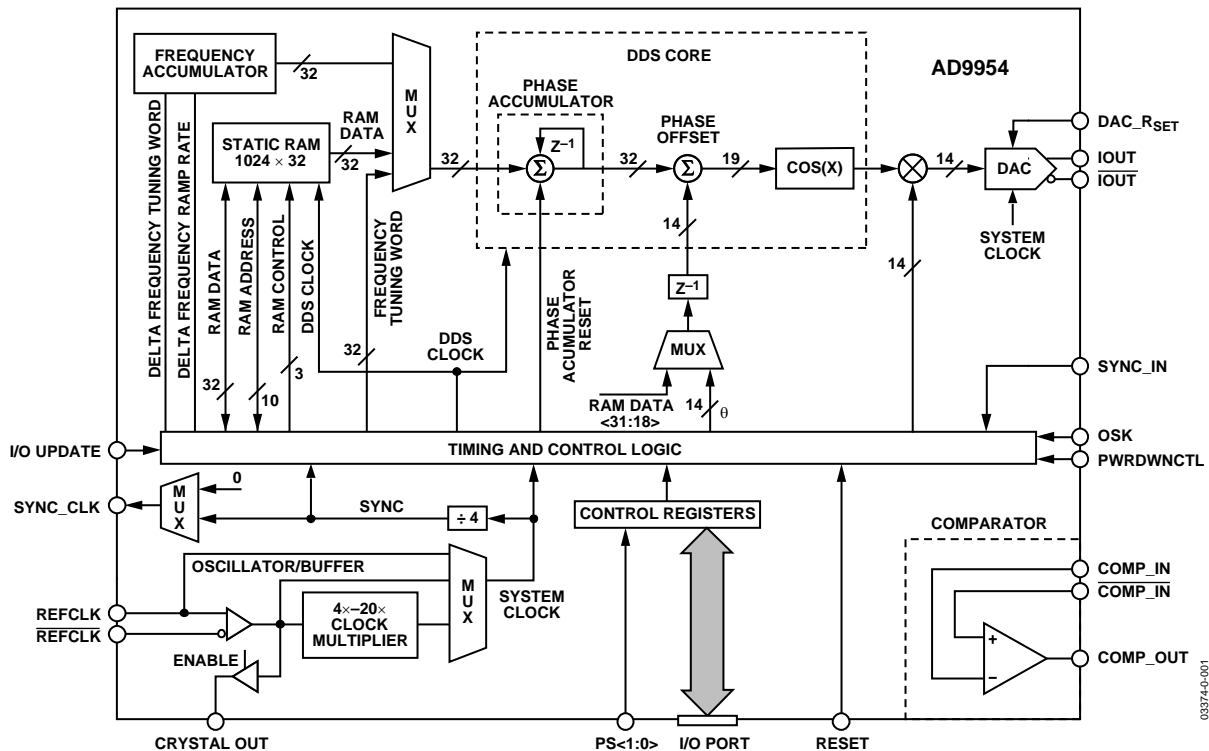 AD9954
DDS CORE
FREQUENCY
ACCUMULATOR
32
MUX
PHASE
ACCUMULATOR
Z–1
Σ
RAM
DATA
32
STATIC RAM
1024 × 32
32
32
PHASE
OFFSET
Σ
19
COS(X)
14
DAC
DAC_RSET
IOUT
IOUT
SYSTEM
CLOCK
14
14
Z–1
MUX
RAM DATA
<31:18>
14
θ
DELTA FREQUENCY TUNING WORD
DELTA FREQUENCY RAMP RATE
RAM DATA
32
RAM ADDRESS
10
RAM CONTROL
3
DDS CLOCK
FREQUENCY
TUNING WORD
32
DDS
CLOCK
PHASE
ACUMULATOR
RESET
SYNC_IN
I/O UPDATE
TIMING AND CONTROL LOGIC
OSK
PWRDWNCTL
SYNC_CLK
MUX
0
SYNC
÷ 4
CONTROL REGISTERS
COMPARATOR
OSCILLATOR/BUFFER
MUX
SYSTEM
CLOCK
REFCLK
REFCLK
4×–20×
CLOCK
MULTIPLIER
ENABLE
COMP_IN
COMP_IN
+
–
COMP_OUT
CRYSTAL OUT
PS<1:0>
I/O PORT
RESET
03374-0-001